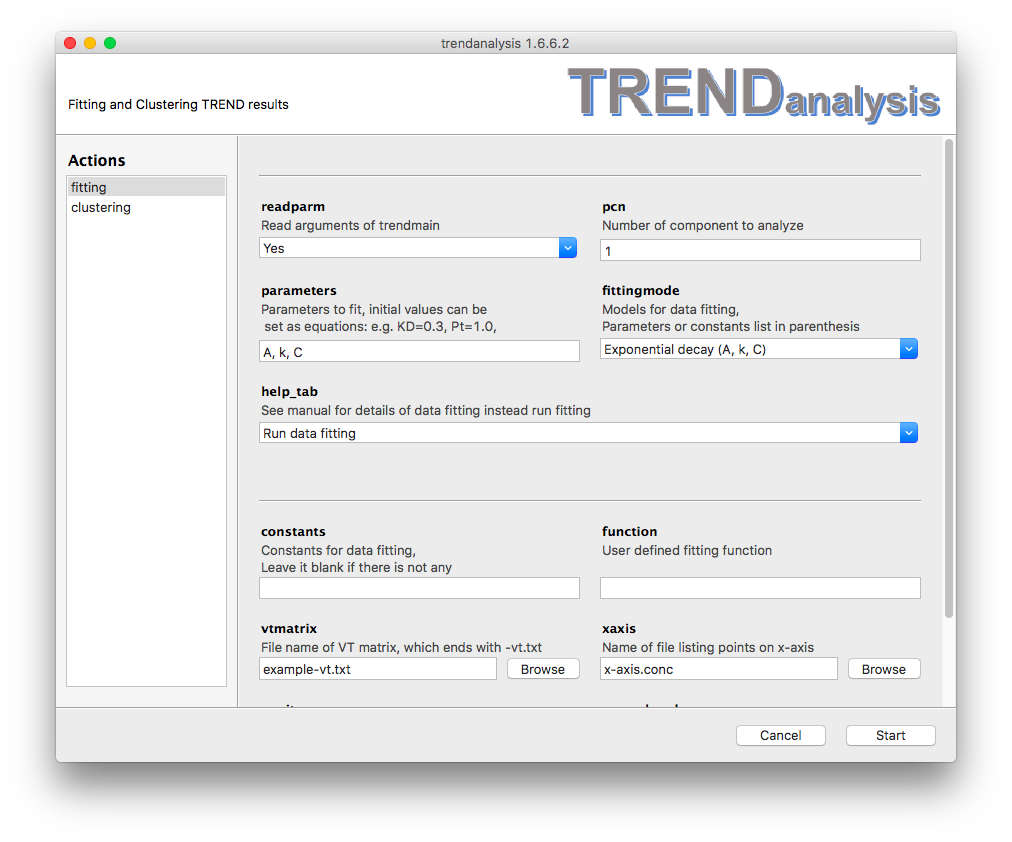 trendanalysis 1.6.6.2
Fitting and Clustering TREND results
TRENDanalysis
Actions
fitting
clustering
readparm
Read arguments of trendmain
Yes
pcn
Number of component to analyze
1
parameters
Parameters to fit, initial values can be
set as equations: e.g. KD=0.3, Pt=1.0,
A, k, C
fittingmode
Models for data fitting,
Parameters or constants list in parenthesis
Exponential decay (A, k, C)
help_tab
See manual for details of data fitting instead run fitting
Run data fitting
constants
Constants for data fitting,
Leave it blank if there is not any
function
User defined fitting function
vtmatrix
File name of VT matrix, which ends with -vt.txt
example-vt.txt
Browse
xaxis
Name of file listing points on x-axis
x-axis.conc
Browse
Cancel
Start